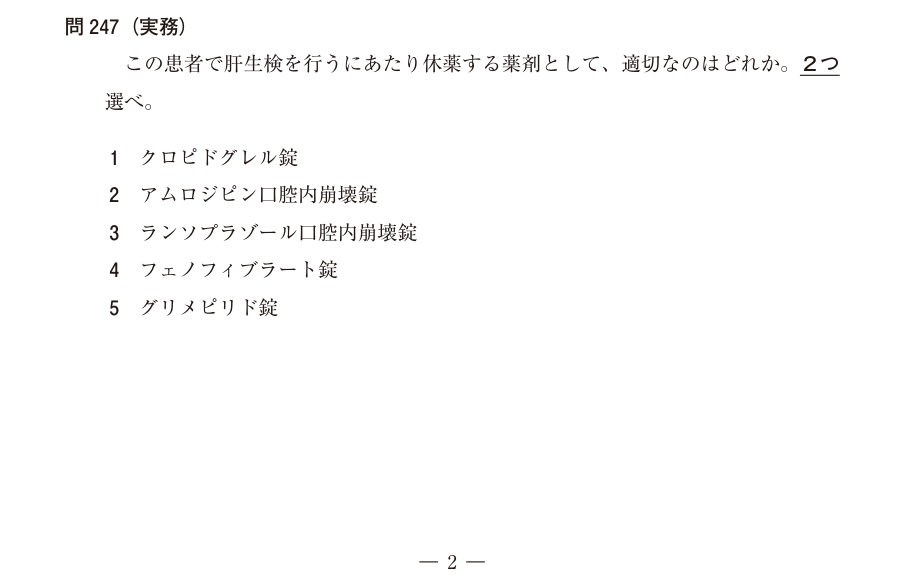 問 247（実務）
この患者で肝生検を行うにあたり休薬する薬剤として、適切なのはどれか。２つ
選べ。
1 クロピドグレル錠
2 アムロジピン口腔内崩壊錠
3 ランソプラゾール口腔内崩壊錠
4 フェノフィブラート錠
5 グリメピリド錠
― 2 ―